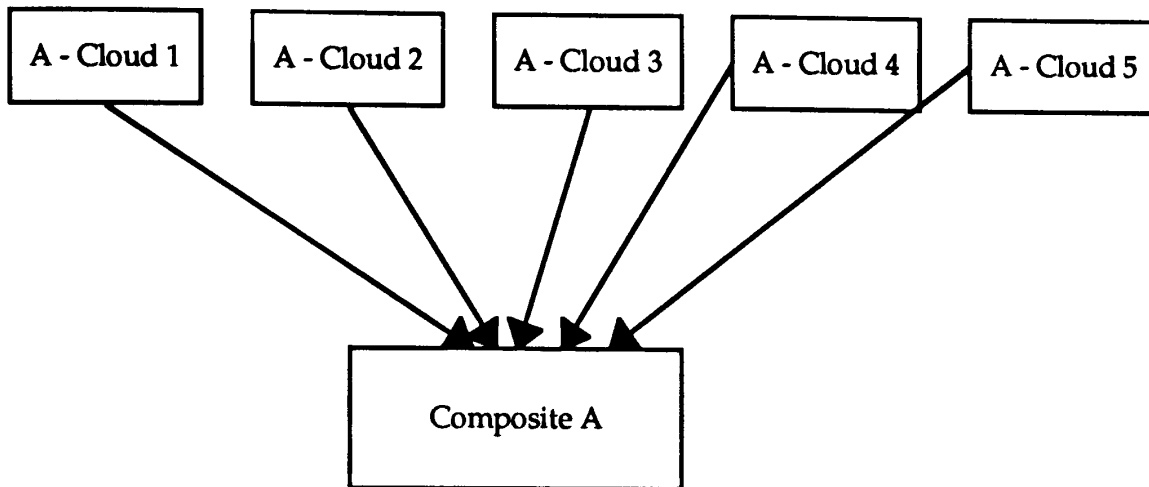 A - Cloud 1
A - Cloud 2
A - Cloud 3
A - Cloud 4
A - Cloud 5
Composite A